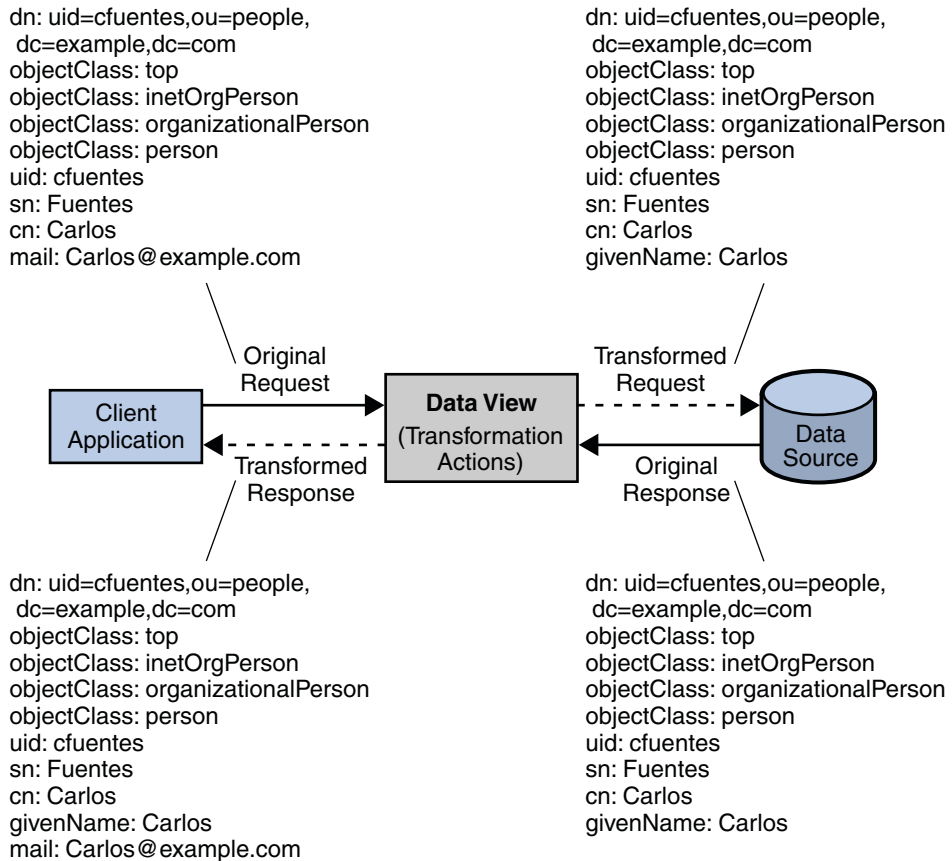 dn: uid=cfuentes,ou=people,
dc=example,dc=com
objectClass: top
objectClass: inetOrgPerson
objectClass: organizationalPerson
objectClass: person
uid: cfuentes
sn: Fuentes
cn: Carlos
mail: Carlos@example.com
dn: uid=cfuentes,ou=people,
dc=example,dc=com
objectClass: top
objectClass: inetOrgPerson
objectClass: organizationalPerson
objectClass: person
uid: cfuentes
sn: Fuentes
cn: Carlos
givenName: Carlos
Original
Request
Transformed
Request
Client
Application
Data View
(Transformation
Actions)
Data
Source
Transformed
Response
Original
Response
dn: uid=cfuentes,ou=people,
dc=example,dc=com
objectClass: top
objectClass: inetOrgPerson
objectClass: organizationalPerson
objectClass: person
uid: cfuentes
sn: Fuentes
cn: Carlos
givenName: Carlos
mail: Carlos@example.com
dn: uid=cfuentes,ou=people,
dc=example,dc=com
objectClass: top
objectClass: inetOrgPerson
objectClass: organizationalPerson
objectClass: person
uid: cfuentes
sn: Fuentes
cn: Carlos
givenName: Carlos